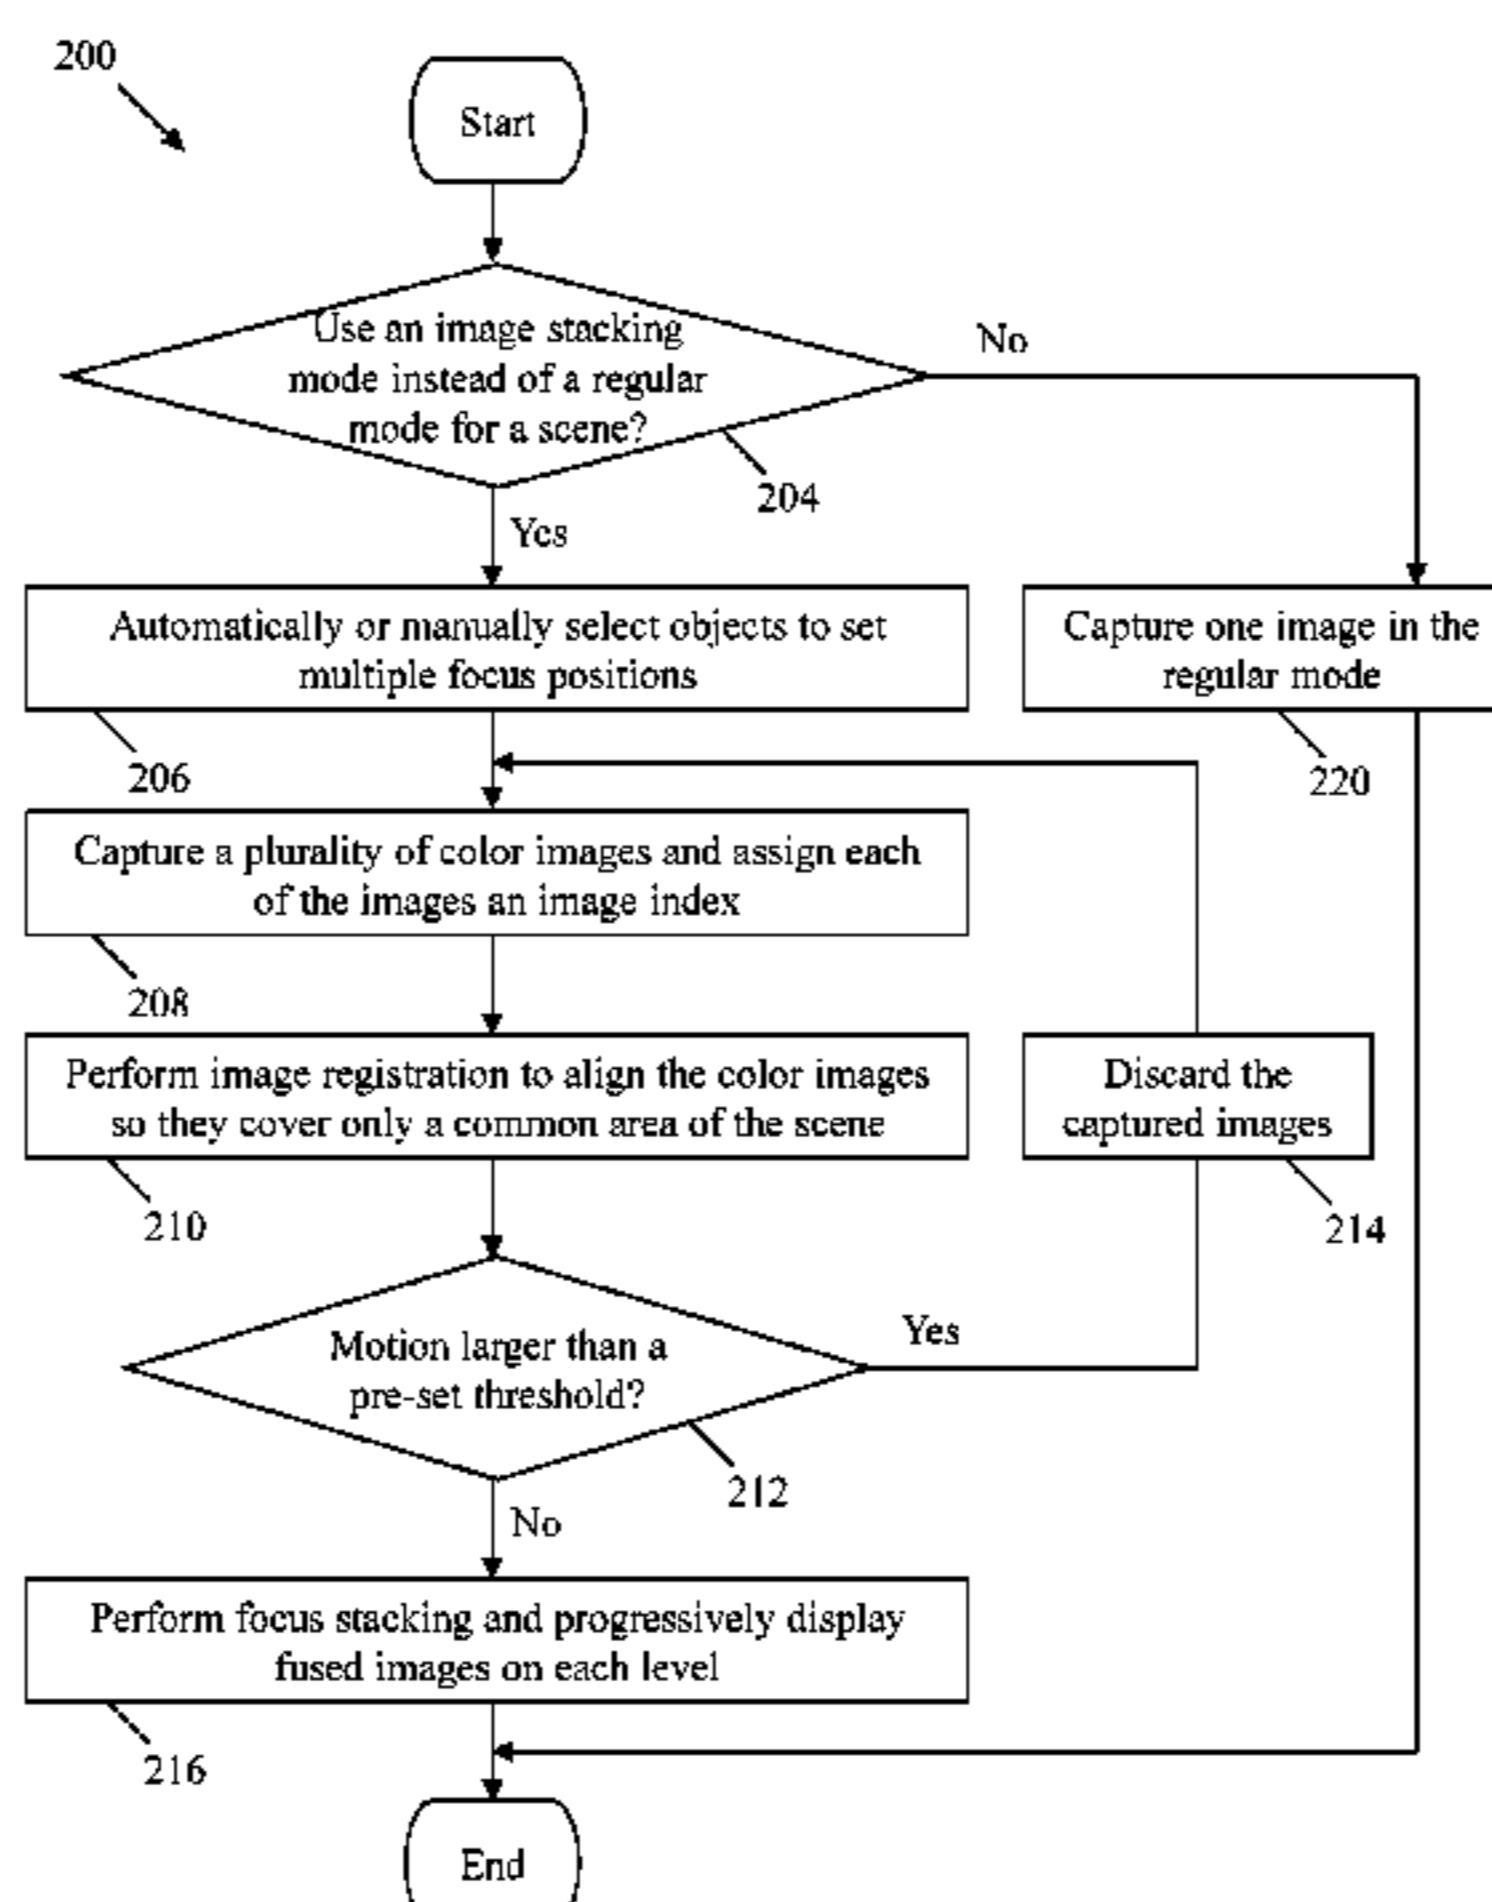 200
Start
Use an image stacking
mode instead of a regular
mode for a scene?
No
204
Yes
Automatically or manually select objects to set
multiple focus positions
206
Capture one image in the
regular mode
220
Capture a plurality of color images and assign each
of the images an image index
208
Perform image registration to align the color images
so they cover only a common area of the scene
210
Discard the
captured images
214
Motion larger than a
pre-set threshold?
Yes
212
No
Perform focus stacking and progressively display
fused images on each level
216
End